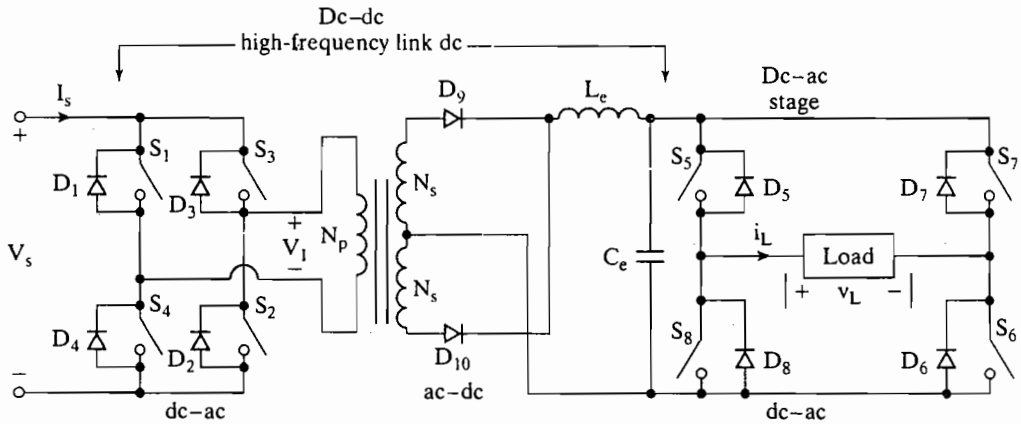 Dc–dc
high-frequency link dc
Dc–ac
stage
I_s
+
V_s
–
S_1
D_1
S_3
D_3
S_4
D_4
S_2
D_2
dc–ac
+
V_1
–
N_p
N_s
N_s
D_9
D_10
ac–dc
L_e
C_e
S_5
D_5
S_7
D_7
i_L
Load
+ v_L –
S_8
D_8
S_6
D_6
dc–ac